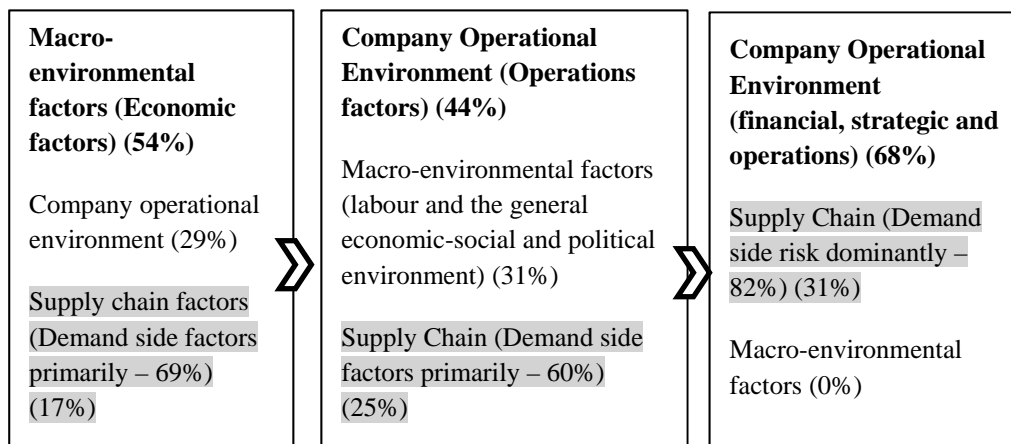 Macro-
environmental
factors (Economic
factors) (54%)
Company operational
environment (29%)
Supply chain factors
(Demand side factors
primarily – 69%)
(17%)
Company Operational
Environment (Operations
factors) (44%)
Macro-environmental factors
(labour and the general
economic-social and political
environment) (31%)
Supply Chain (Demand side
factors primarily – 60%)
(25%)
Company Operational
Environment
(financial, strategic and
operations) (68%)
Supply Chain (Demand
side risk dominantly –
82%) (31%)
Macro-environmental
factors (0%)